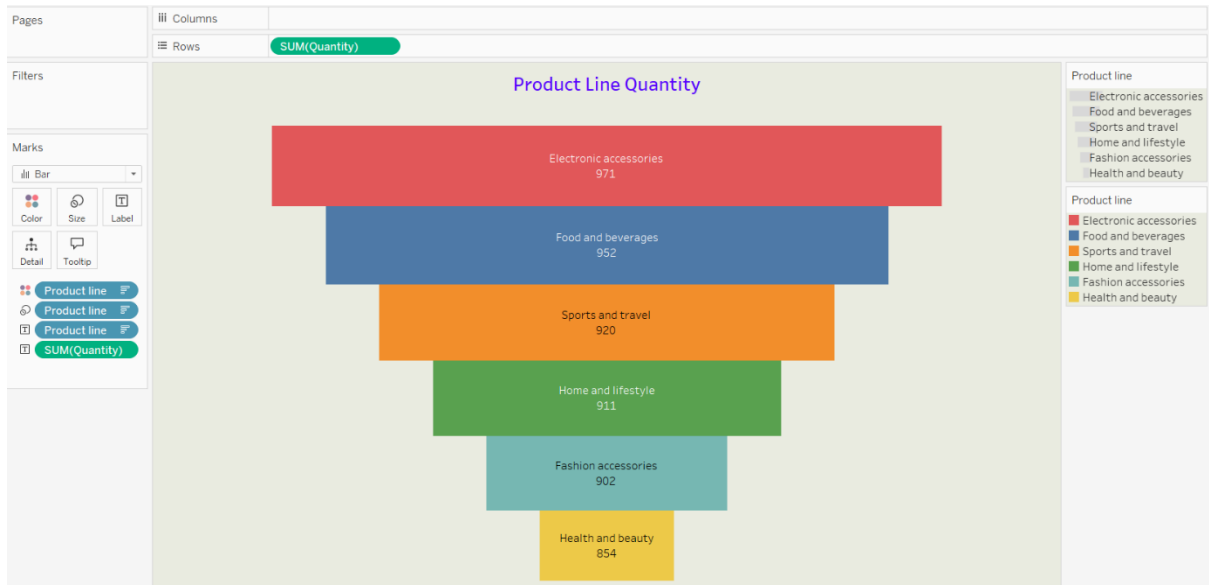 Pages
Columns
Rows
SUM(Quantity)
Filters
Marks
Bar
Color
Size
Label
Detail
Tooltip
Product line
Product line
Product line
SUM(Quantity)
Product Line Quantity
Electronic accessories
971
Food and beverages
952
Sports and travel
920
Home and lifestyle
911
Fashion accessories
902
Health and beauty
854
Product line
Electronic accessories
Food and beverages
Sports and travel
Home and lifestyle
Fashion accessories
Health and beauty
Product line
Electronic accessories
Food and beverages
Sports and travel
Home and lifestyle
Fashion accessories
Health and beauty